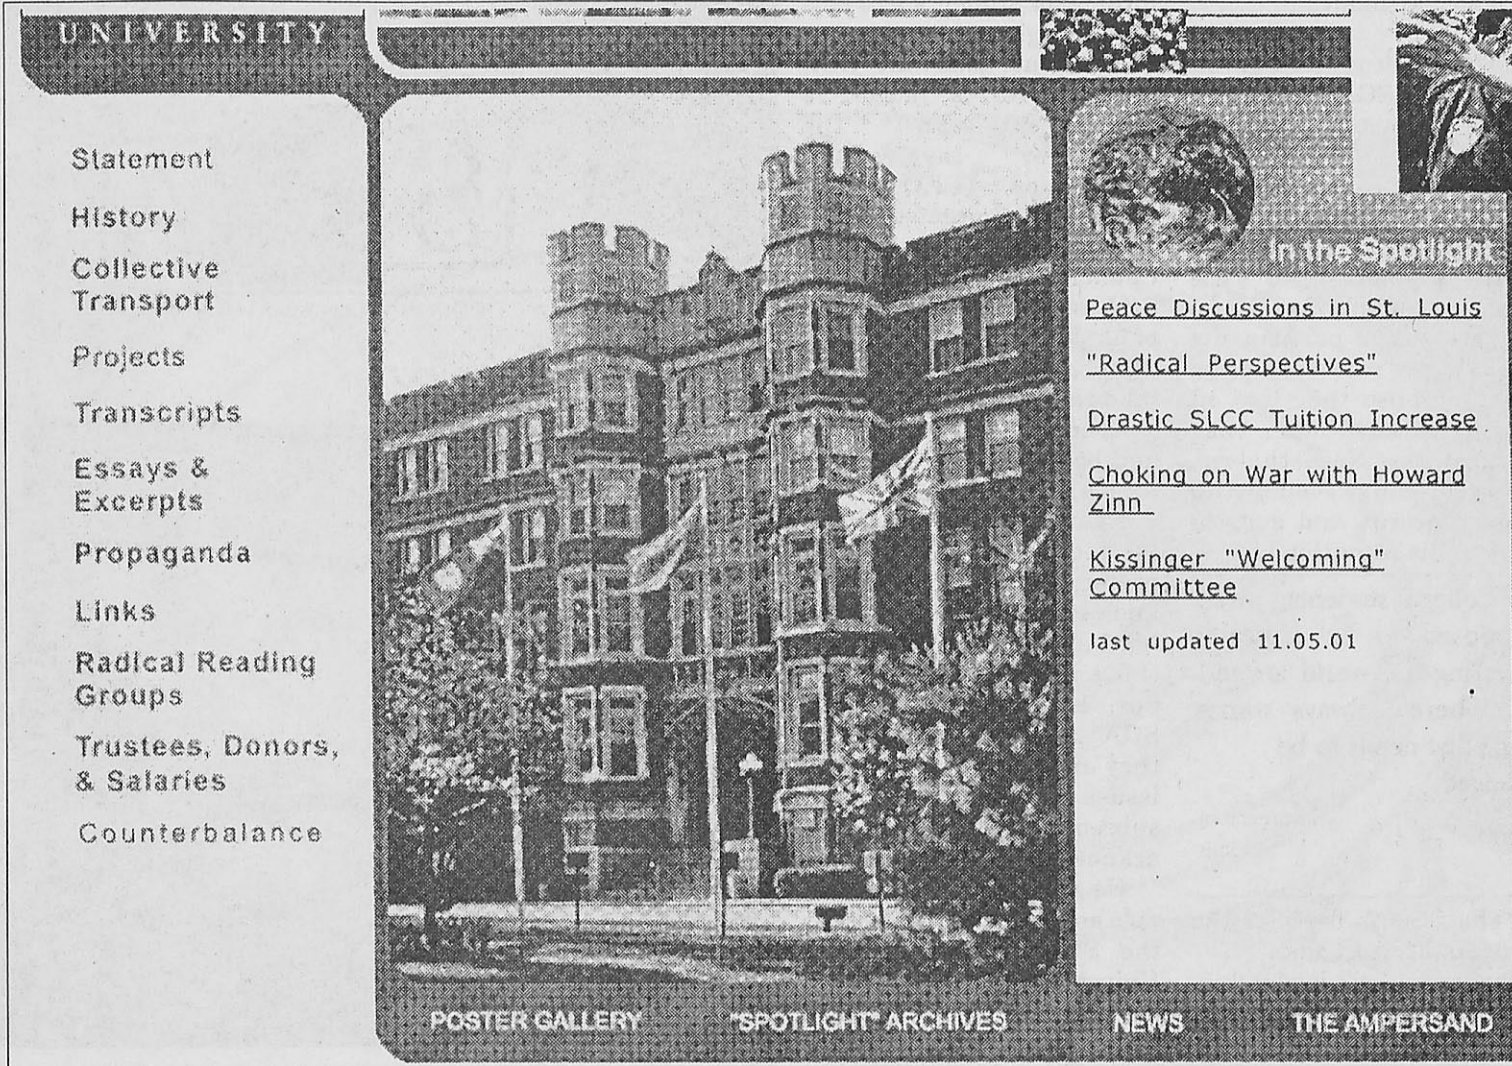 UNIVERSITY
Statement
History
Collective
Transport
Projects
Transcripts
Essays &
Excerpts
Propaganda
Links
Radical Reading
Groups
Trustees, Donors,
& Salaries
Counterbalance
In the Spotlight
Peace Discussions in St. Louis
"Radical Perspectives"
Drastic SLCC Tuition Increase
Choking on War with Howard
Zinn
Kissinger "Welcoming"
Committee
last updated 11.05.01
POSTER GALLERY
"SPOTLIGHT" ARCHIVES
NEWS
THE AMPERSAND